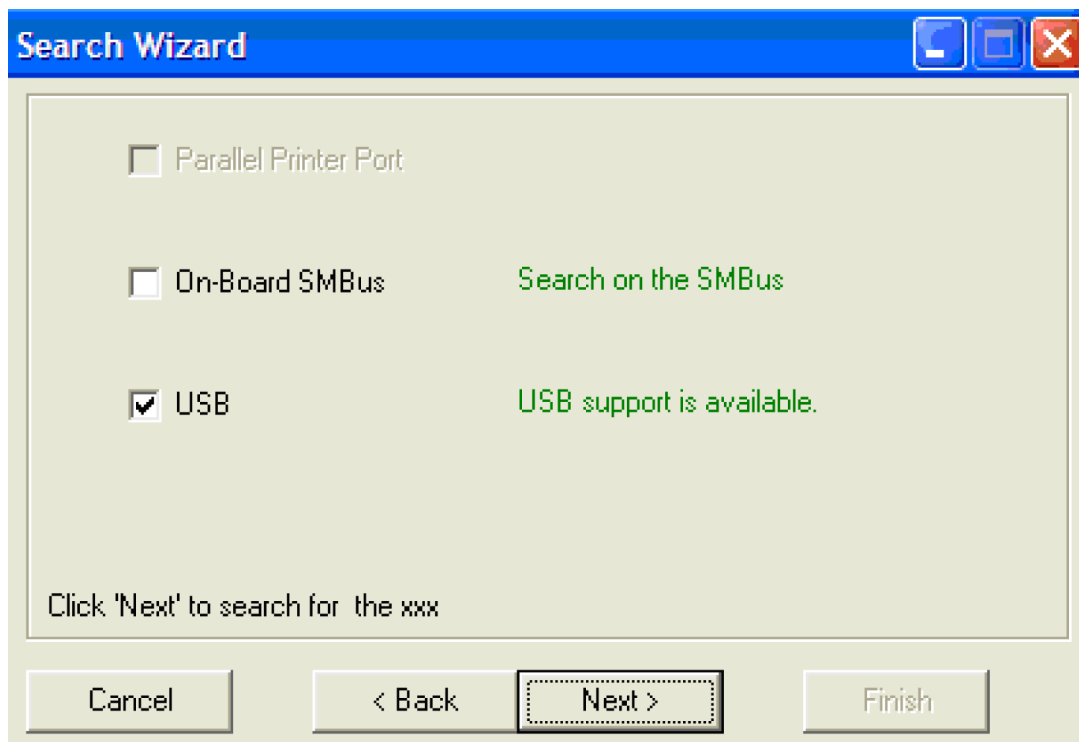 Search Wizard
Parallel Printer Port
On-Board SMBus Search on the SMBus
USB USB support is available.
Click 'Next' to search for  the xxx
Cancel < Back Next > Finish